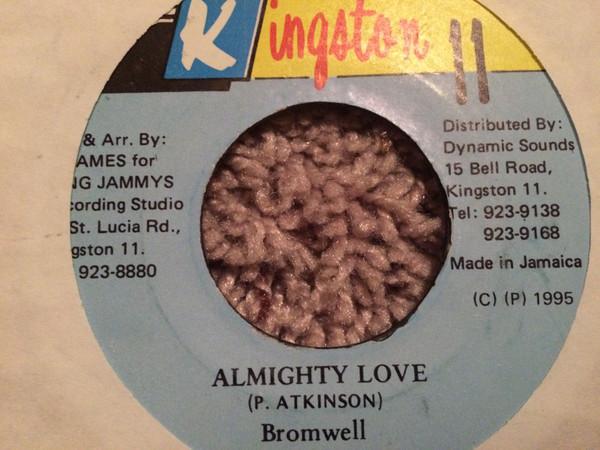 Kingston 11
& Arr. By:
AMES for
NG JAMMYS
cording Studio
St. Lucia Rd.,
gston 11.
923-8880
Distributed By:
Dynamic Sounds
15 Bell Road,
Kingston 11.
Tel: 923-9138
923-9168
Made in Jamaica
(C) (P) 1995
ALMIGHTY LOVE
(P. ATKINSON)
Bromwell